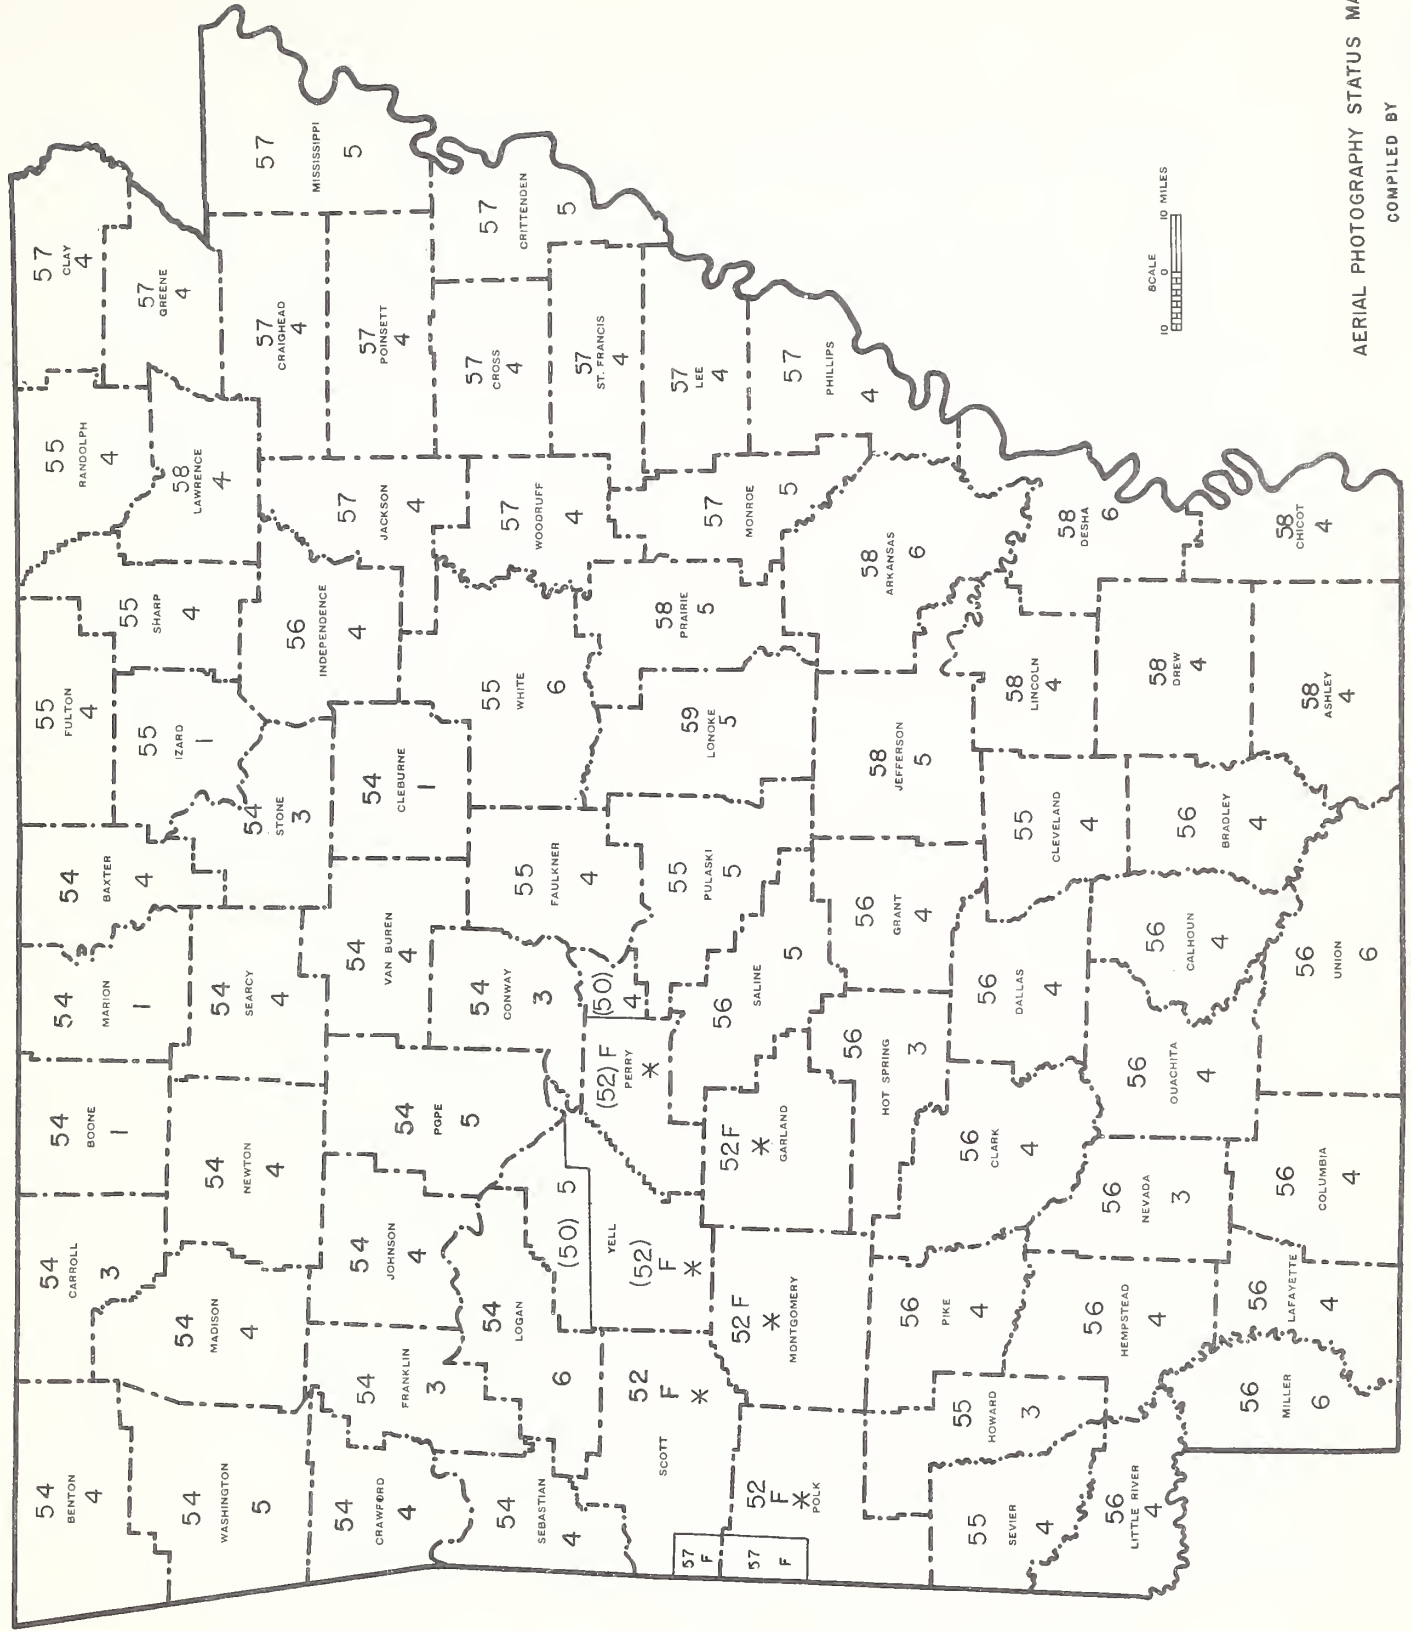 54
BENTON
4
54
CARROLL
3
54
BOONE
1
54
MARION
1
54
BAXTER
4
55
FULTON
4
55
RANDOLPH
4
57
CLAY
4
54
WASHINGTON
5
54
MADISON
4
54
NEWTON
4
54
SEARCY
4
54
STONE
3
55
IZARD
1
55
SHARP
4
58
LAWRENCE
4
57
GREENE
4
54
CRAWFORD
4
54
FRANKLIN
3
54
JOHNSON
4
54
POPE
5
54
VAN BUREN
4
54
CLEBURNE
1
56
INDEPENDENCE
4
57
JACKSON
4
57
CRAIGHEAD
4
57
POINSETT
4
57
MISSISSIPPI
5
54
SEBASTIAN
4
54
LOGAN
6
(50) 5
YELL
(52)
F
*
54
CONWAY
3
55
FAULKNER
4
55
WHITE
6
57
WOODRUFF
4
57
CROSS
4
57
CRITTENDEN
5
52
F
*
SCOTT
(52) F
PERRY
*
(50)
4
55
PULASKI
5
59
LONOKE
5
58
PRAIRIE
5
57
MONROE
5
57
ST. FRANCIS
4
57
LEE
4
57
PHILLIPS
4
57
F
57
F
52
F
*
POLK
52 F
*
MONTGOMERY
52 F
*
GARLAND
56
SALINE
5
56
HOT SPRING
3
56
GRANT
4
58
JEFFERSON
5
58
ARKANSAS
6
55
SEVIER
4
55
HOWARD
3
56
PIKE
4
56
CLARK
4
56
DALLAS
4
55
CLEVELAND
4
58
LINCOLN
4
58
DESHA
6
56
LITTLE RIVER
4
56
HEMPSTEAD
4
56
NEVADA
3
56
OUACHITA
4
56
CALHOUN
4
56
BRADLEY
4
58
DREW
4
58
CHICOT
4
56
MILLER
6
56
LAFAYETTE
4
56
COLUMBIA
4
56
UNION
6
58
ASHLEY
4
SCALE
10 0 10 MILES
AERIAL PHOTOGRAPHY STATUS MA
COMPILED BY